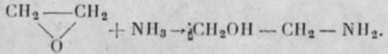 CH₂—CH₂
O
+ NH₃ → CH₂OH — CH₂ — NH₂.